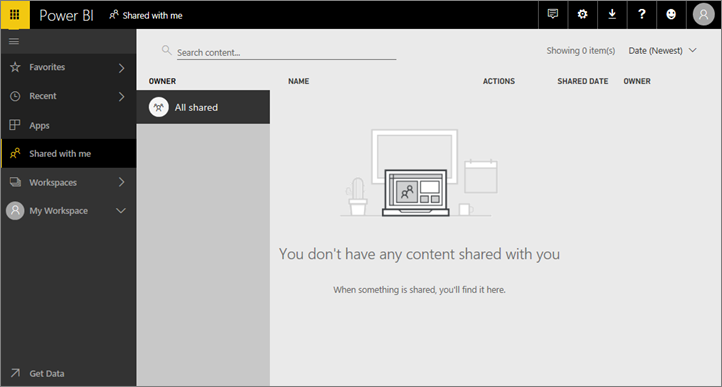 Power BI
Shared with me
?
Search content...
Showing 0 item(s)
Date (Newest)
Favorites
Recent
Apps
Shared with me
Workspaces
My Workspace
Get Data
OWNER
NAME
ACTIONS
SHARED DATE
OWNER
All shared
You don't have any content shared with you
When something is shared, you'll find it here.